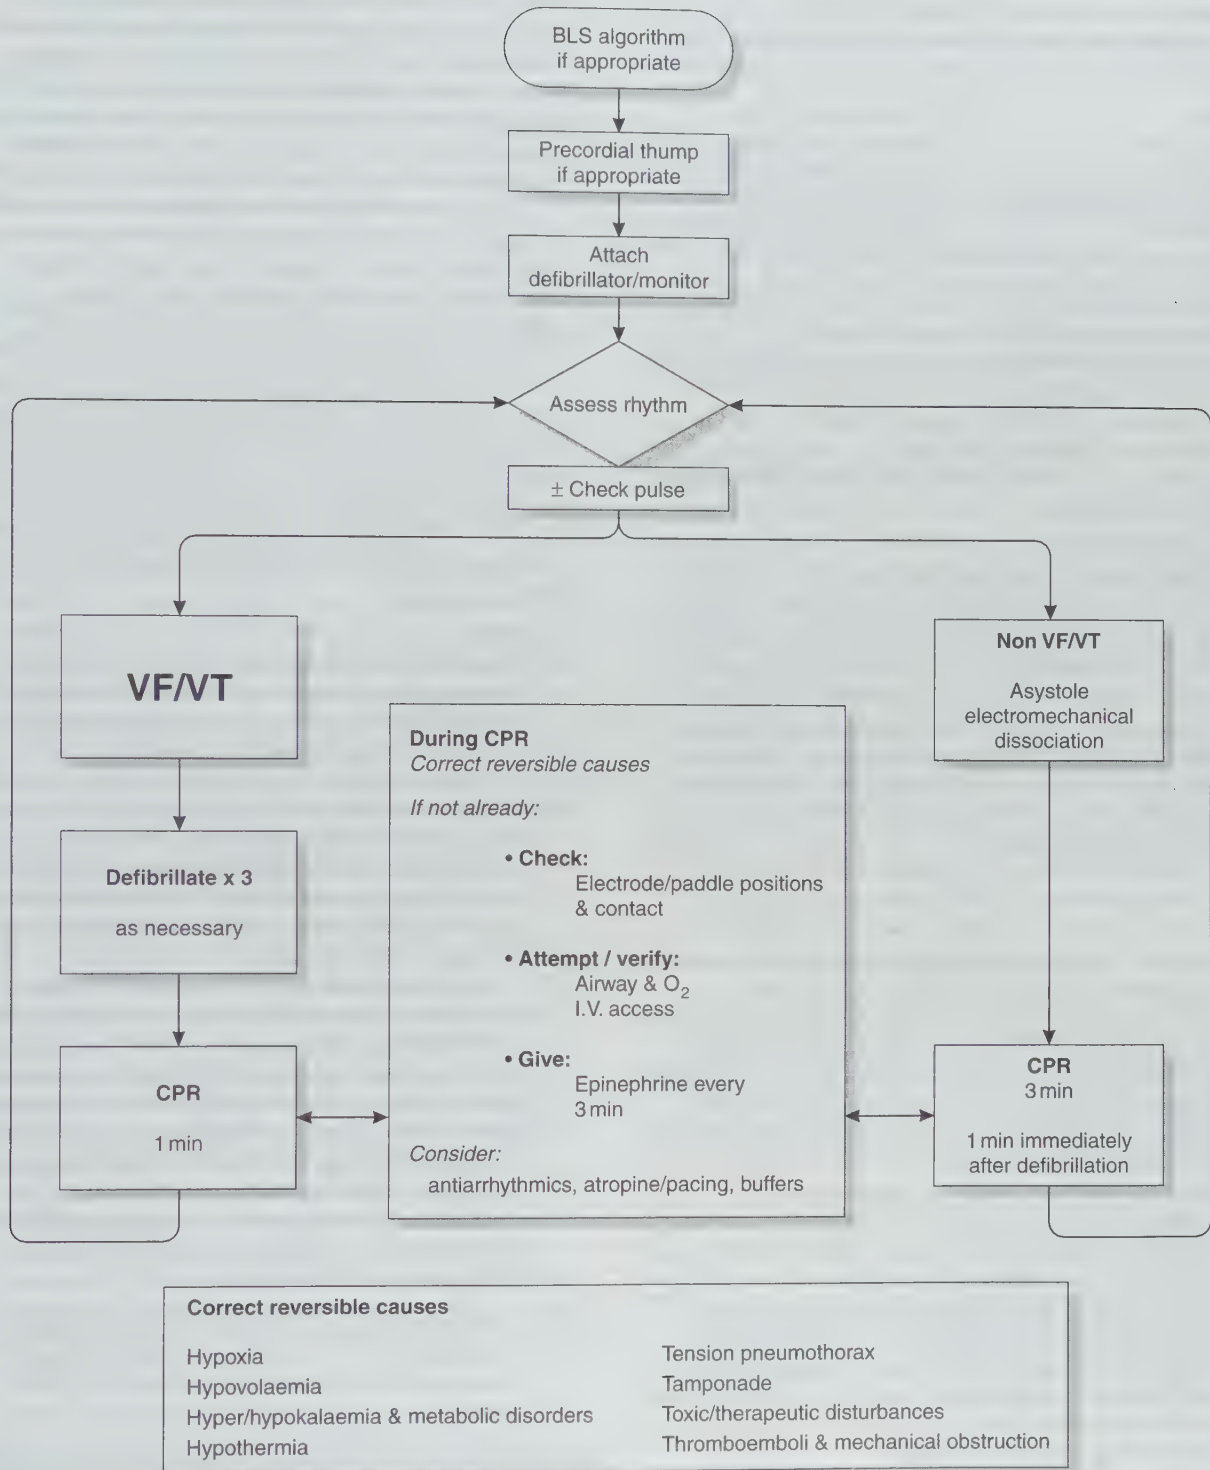 BLS algorithm
if appropriate
Precordial thump
if appropriate
Attach
defibrillator/monitor
Assess rhythm
± Check pulse
VF/VT
Defibrillate x 3
as necessary
CPR
1 min
During CPR
Correct reversible causes
If not already:
• Check:
Electrode/paddle positions
& contact
• Attempt / verify:
Airway & O₂
I.V. access
• Give:
Epinephrine every
3 min
Consider:
antiarrhythmics, atropine/pacing, buffers
Non VF/VT
Asystole
electromechanical
dissociation
CPR
3 min
1 min immediately
after defibrillation
Correct reversible causes
Hypoxia
Hypovolaemia
Hyper/hypokalaemia & metabolic disorders
Hypothermia
Tension pneumothorax
Tamponade
Toxic/therapeutic disturbances
Thromboemboli & mechanical obstruction